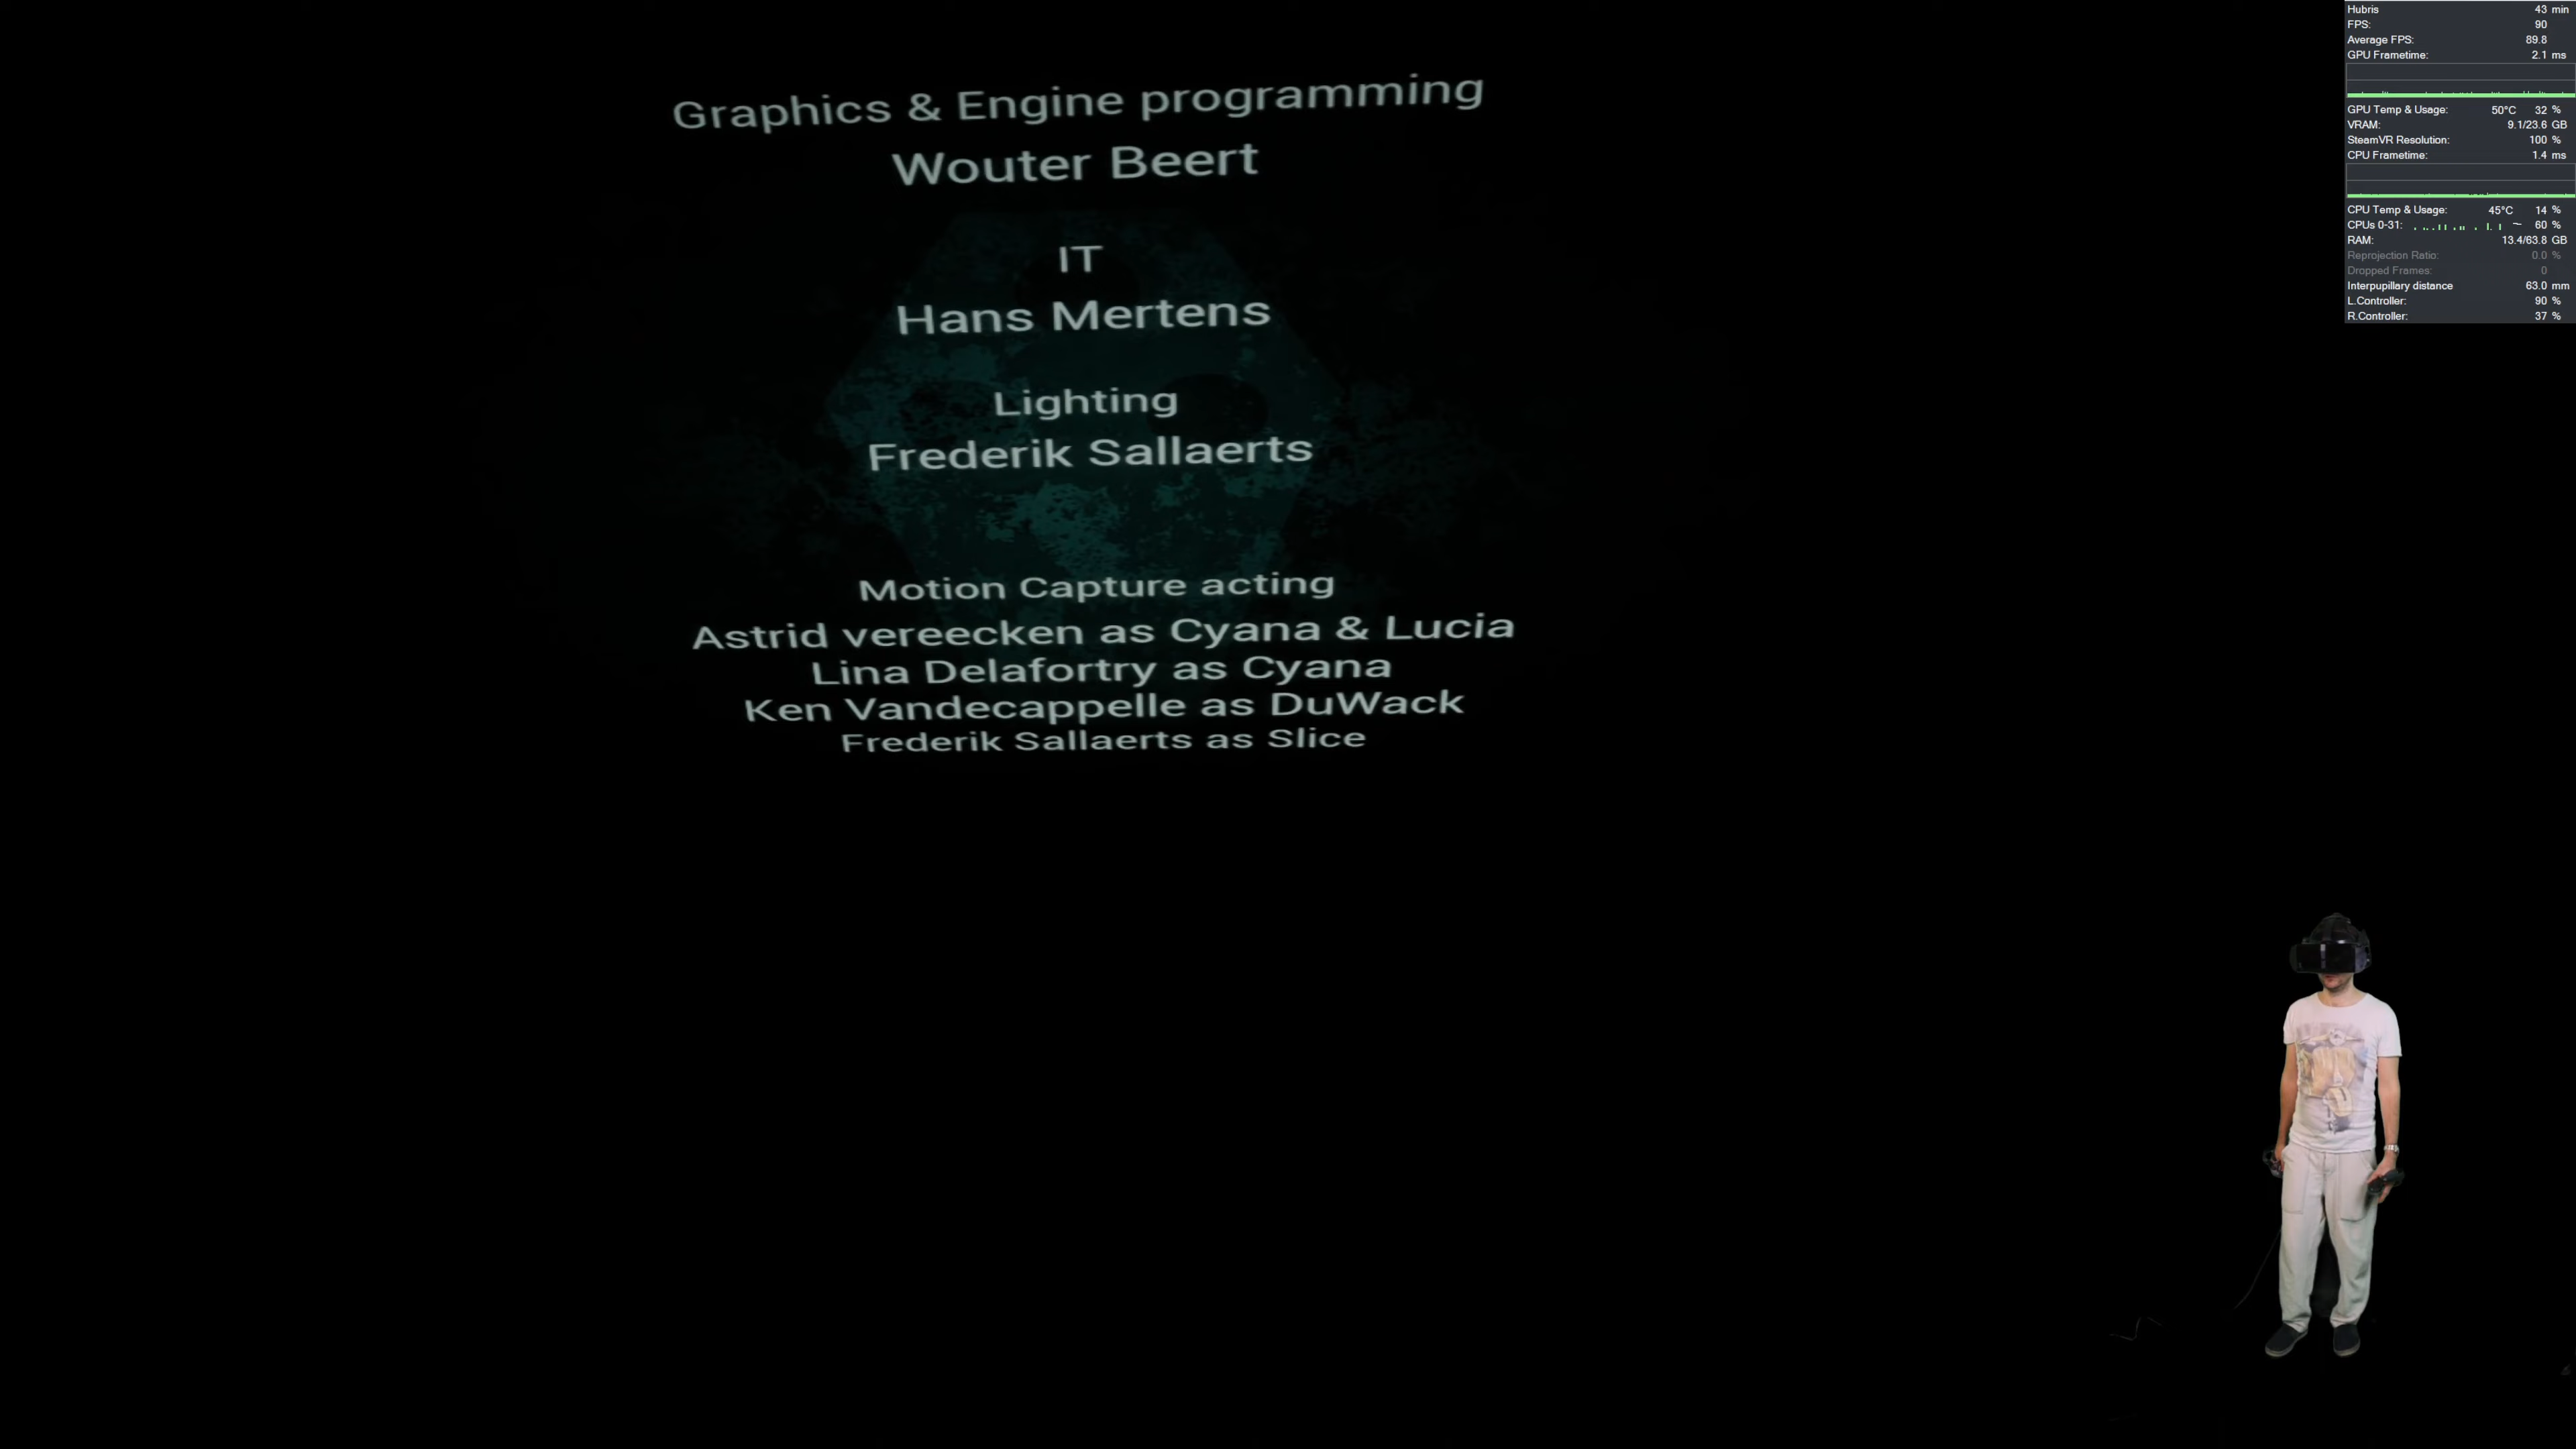 Graphics & Engine programming
Wouter Beert
IT
Hans Mertens
Lighting
Frederik Sallaerts
Motion Capture acting
Astrid vereecken as Cyana & Lucia
Lina Delafortry as Cyana
Ken Vandecappelle as DuWack
Frederik Sallaerts as Slice
Hubris 43 min
FPS: 90
Average FPS: 89.8
GPU Frametime: 2.1 ms
GPU Temp & Usage: 50°C 32 %
VRAM: 9.1/23.6 GB
SteamVR Resolution: 100 %
CPU Frametime: 1.4 ms
CPU Temp & Usage: 45°C 14 %
CPUs 0-31: 60 %
RAM: 13.4/63.8 GB
Reprojection Ratio: 0.0 %
Dropped Frames: 0
Interpupillary distance 63.0 mm
L.Controller: 90 %
R.Controller: 37 %